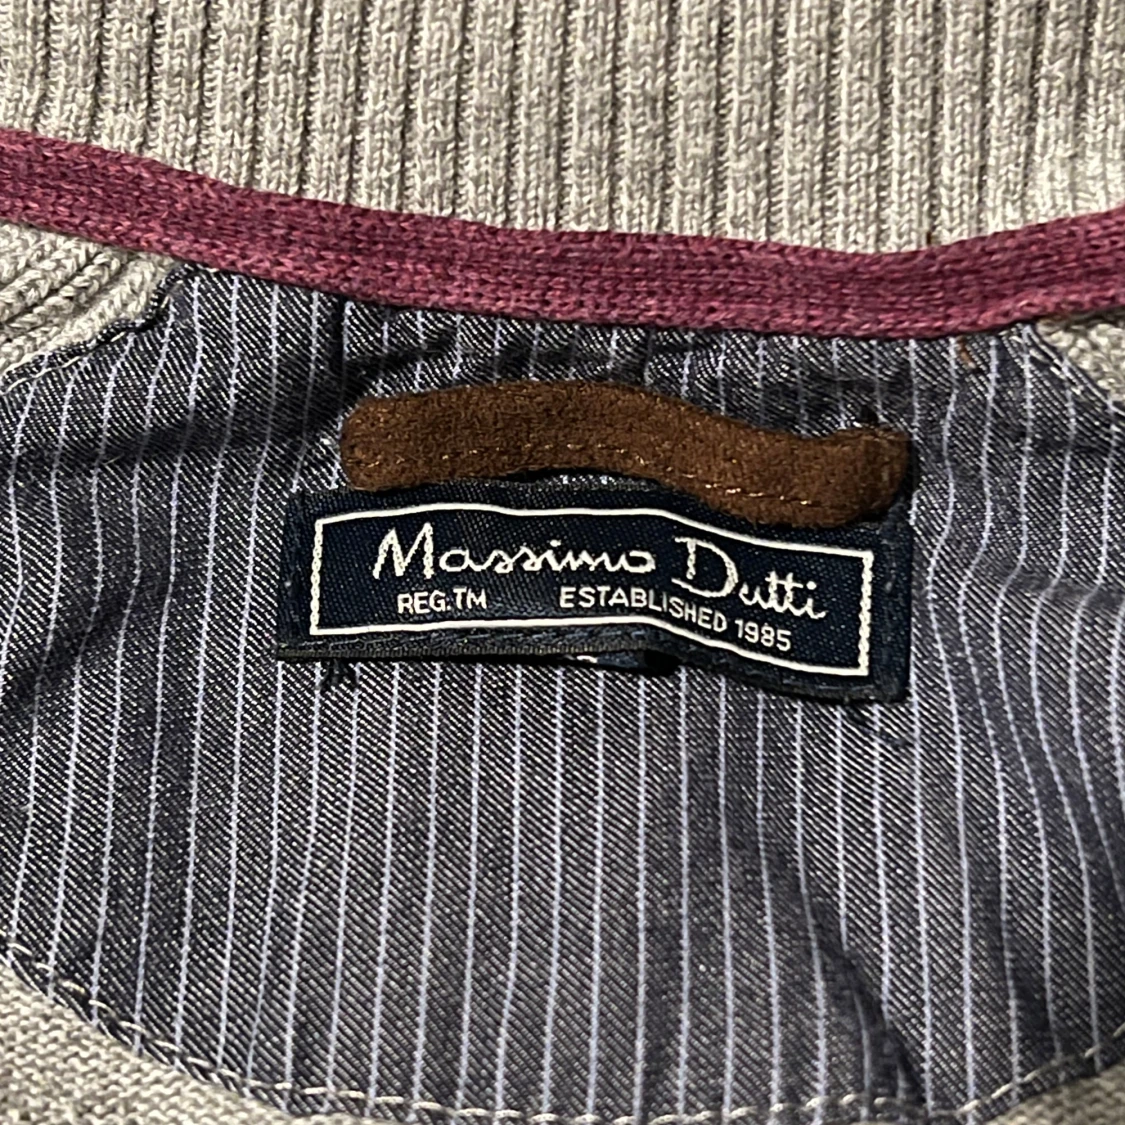 Massimo Dutti
REG.TM ESTABLISHED 1985